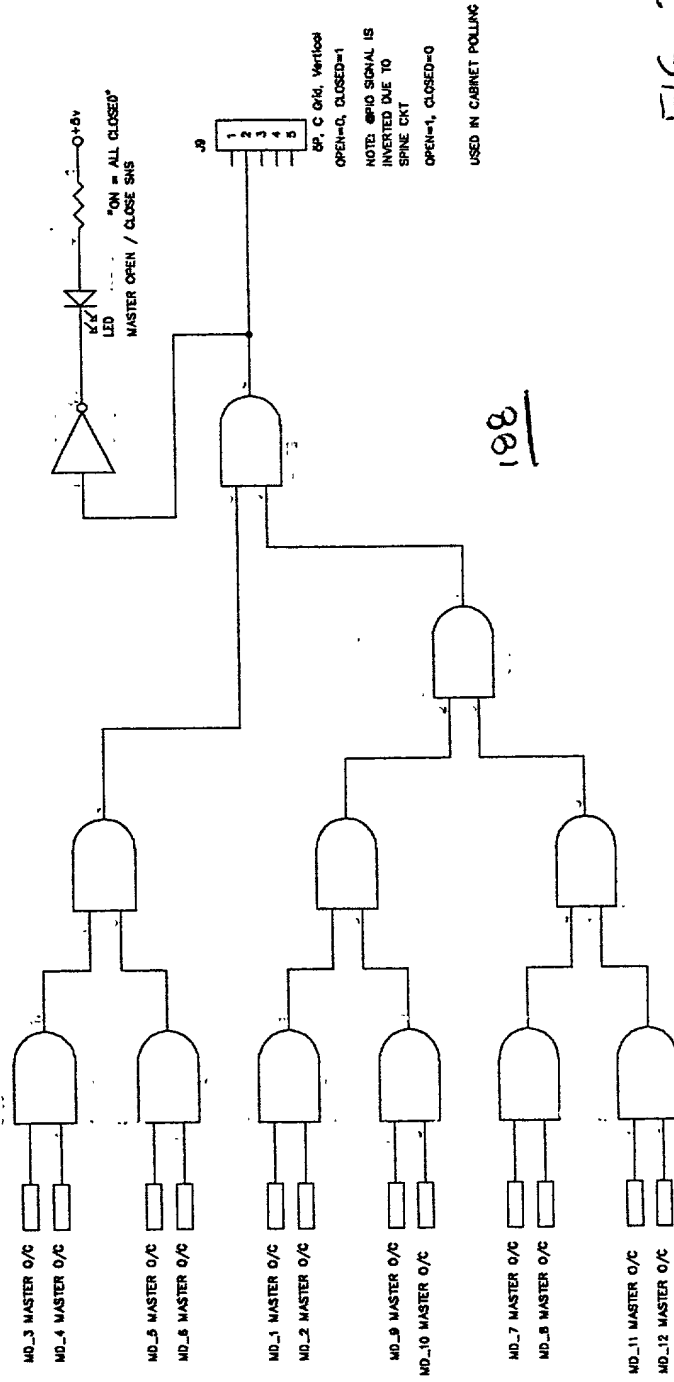 "ON = ALL CLOSED"
+5v
LED
MASTER OPEN / CLOSE SNS
J9
1
2
3
4
5
5P, C Grid, Vertical
OPEN=0, CLOSED=1
NOTE: @PIO SIGNAL IS
INVERTED DUE TO
SPINE CKT
OPEN=1, CLOSED=0
USED IN CABINET POLLING
188
MD_3 MASTER O/C
MD_4 MASTER O/C
MD_5 MASTER O/C
MD_6 MASTER O/C
MD_1 MASTER O/C
MD_2 MASTER O/C
MD_9 MASTER O/C
MD_10 MASTER O/C
MD_7 MASTER O/C
MD_8 MASTER O/C
MD_11 MASTER O/C
MD_12 MASTER O/C